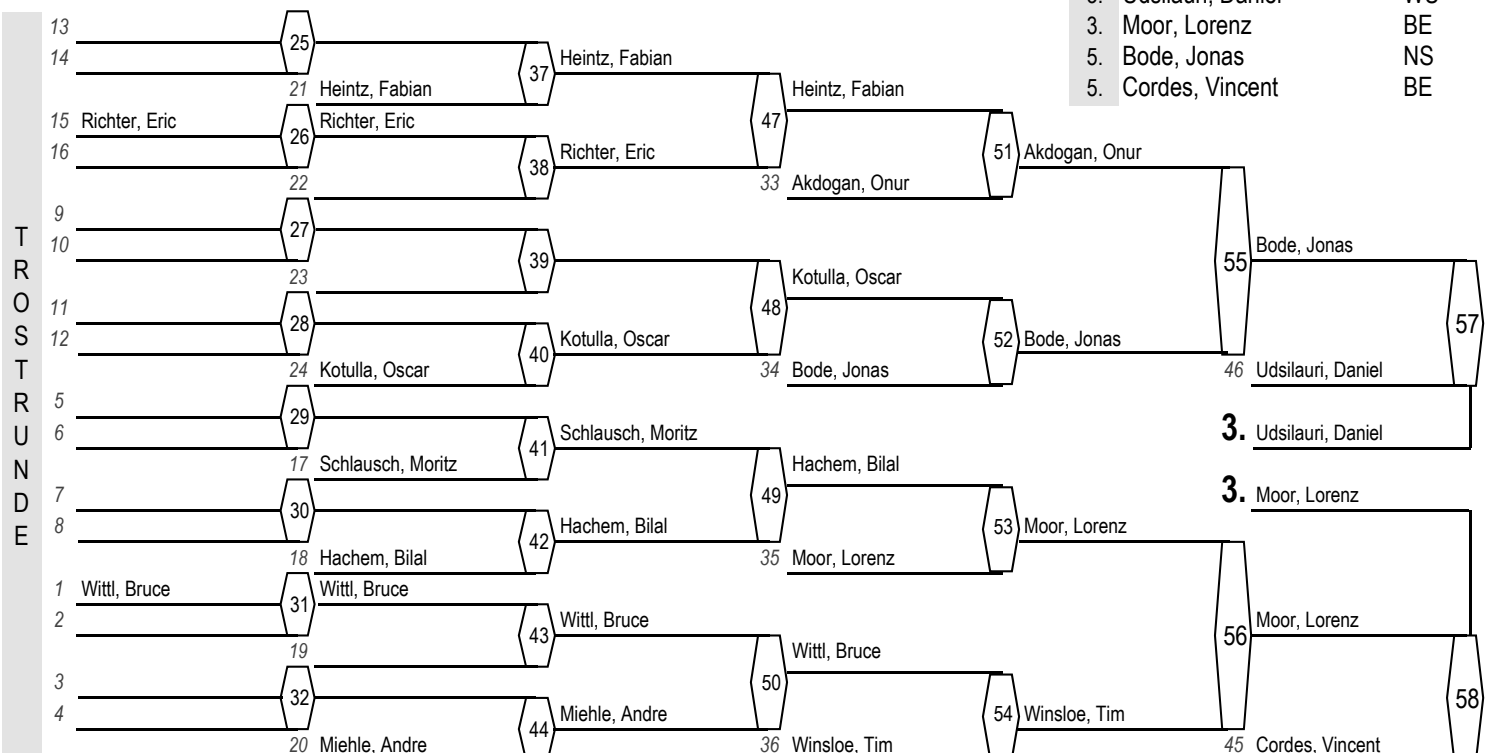 3. Moor, Lorenz BE
5. Bode, Jonas NS
5. Cordes, Vincent BE
TROSTRUNDE
13
14
25
21 Heintz, Fabian
37
Heintz, Fabian
15 Richter, Eric
16
26
Richter, Eric
22
38
Richter, Eric
47
Heintz, Fabian
33 Akdogan, Onur
51
Akdogan, Onur
9
10
27
23
39
11
12
28
24 Kotulla, Oscar
40
Kotulla, Oscar
48
Kotulla, Oscar
34 Bode, Jonas
52
Bode, Jonas
55
Bode, Jonas
46 Udsilauri, Daniel
57
3. Udsilauri, Daniel
5
6
29
17 Schlausch, Moritz
41
Schlausch, Moritz
7
8
30
18 Hachem, Bilal
42
Hachem, Bilal
49
Hachem, Bilal
35 Moor, Lorenz
53
Moor, Lorenz
3. Moor, Lorenz
1 Wittl, Bruce
2
31
Wittl, Bruce
19
43
Wittl, Bruce
3
4
32
20 Miehle, Andre
44
Miehle, Andre
50
Wittl, Bruce
36 Winsloe, Tim
54
Winsloe, Tim
56
Moor, Lorenz
45 Cordes, Vincent
58